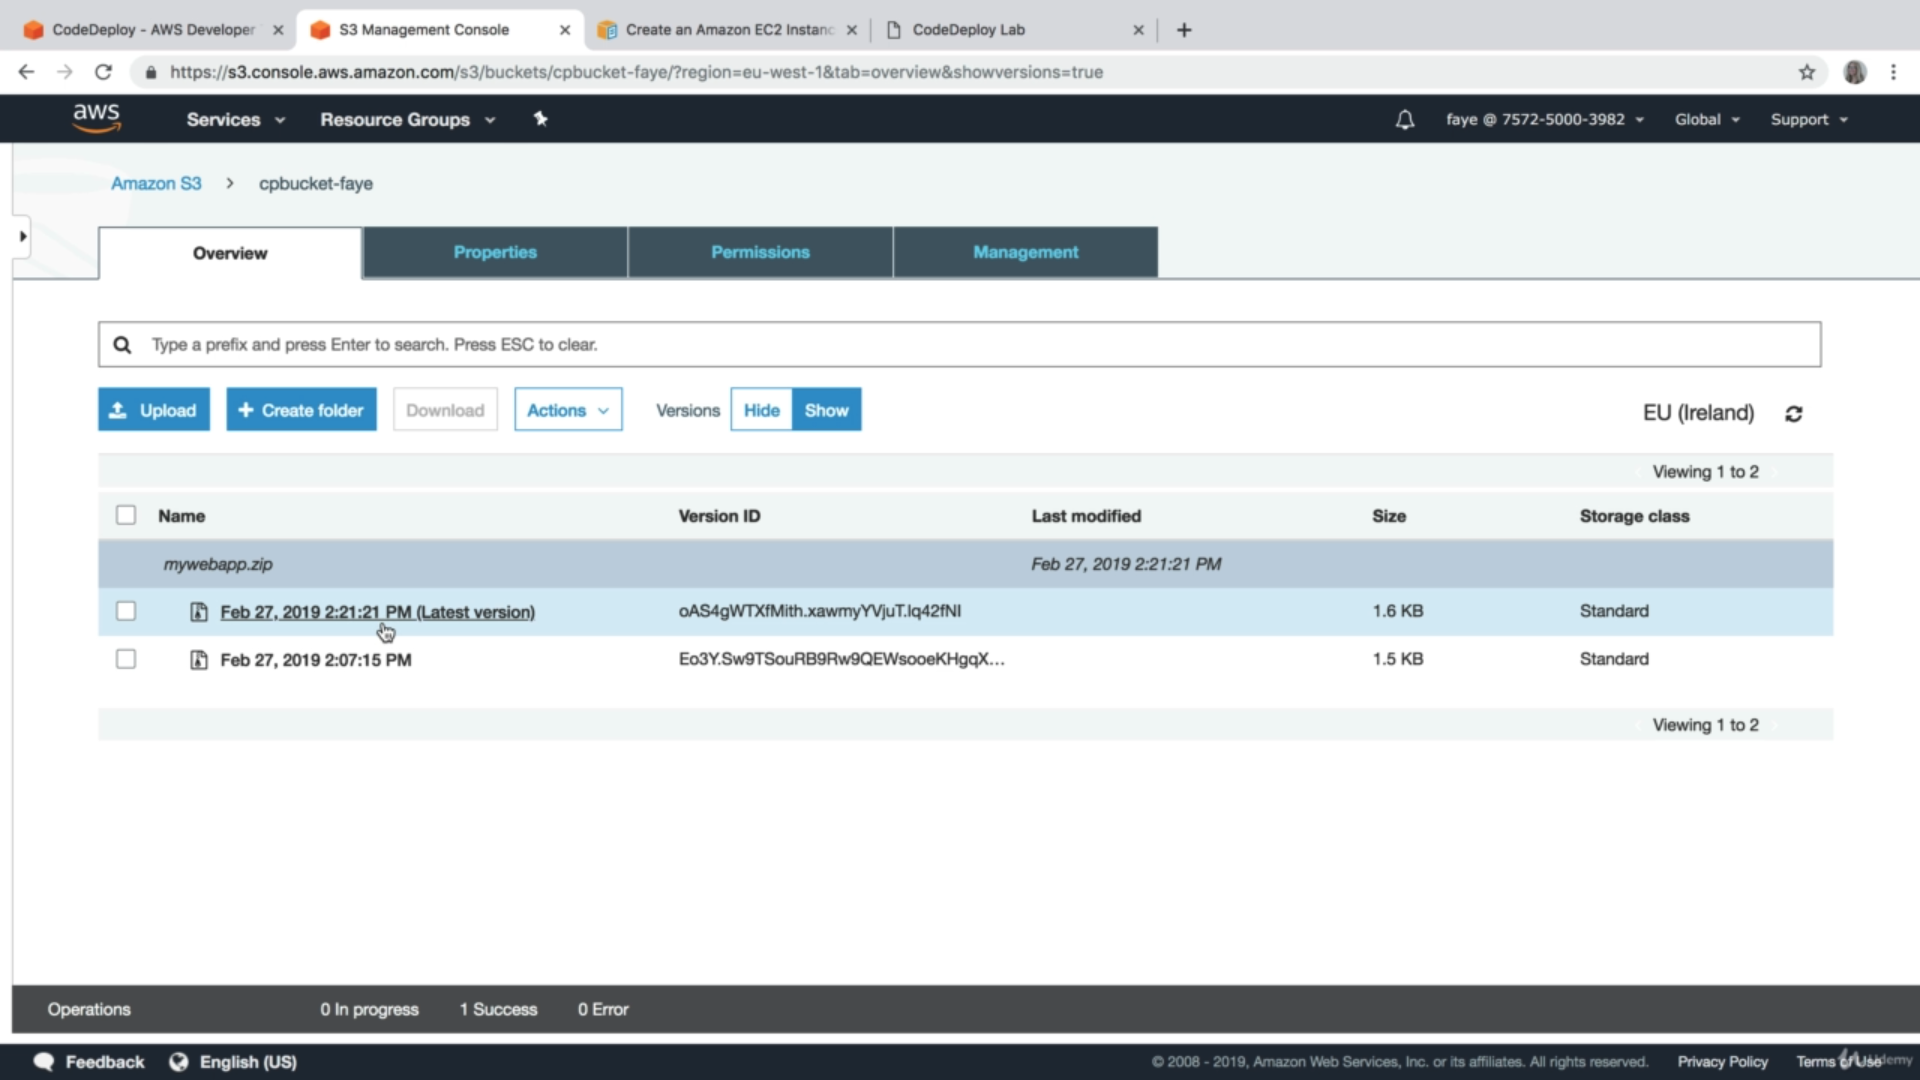 CodeDeploy - AWS Developer
S3 Management Console
Create an Amazon EC2 Instanc
CodeDeploy Lab
https://s3.console.aws.amazon.com/s3/buckets/cpbucket-faye/?region=eu-west-1&tab=overview&showversions=true
aws
Services
Resource Groups
faye @ 7572-5000-3982
Global
Support
Amazon S3 > cpbucket-faye
Overview
Properties
Permissions
Management
Type a prefix and press Enter to search. Press ESC to clear.
Upload
+ Create folder
Download
Actions
Versions
Hide
Show
EU (Ireland)
Viewing 1 to 2
Name
Version ID
Last modified
Size
Storage class
mywebapp.zip
Feb 27, 2019 2:21:21 PM
Feb 27, 2019 2:21:21 PM (Latest version)
oAS4gWTXfMith.xawmyYVjuT.lq42fNI
1.6 KB
Standard
Feb 27, 2019 2:07:15 PM
Eo3Y.Sw9TSouRB9Rw9QEWsooeKHgqX...
1.5 KB
Standard
Viewing 1 to 2
Operations
0 In progress
1 Success
0 Error
Feedback
English (US)
© 2008 - 2019, Amazon Web Services, Inc. or its affiliates. All rights reserved.
Privacy Policy
Terms of Use